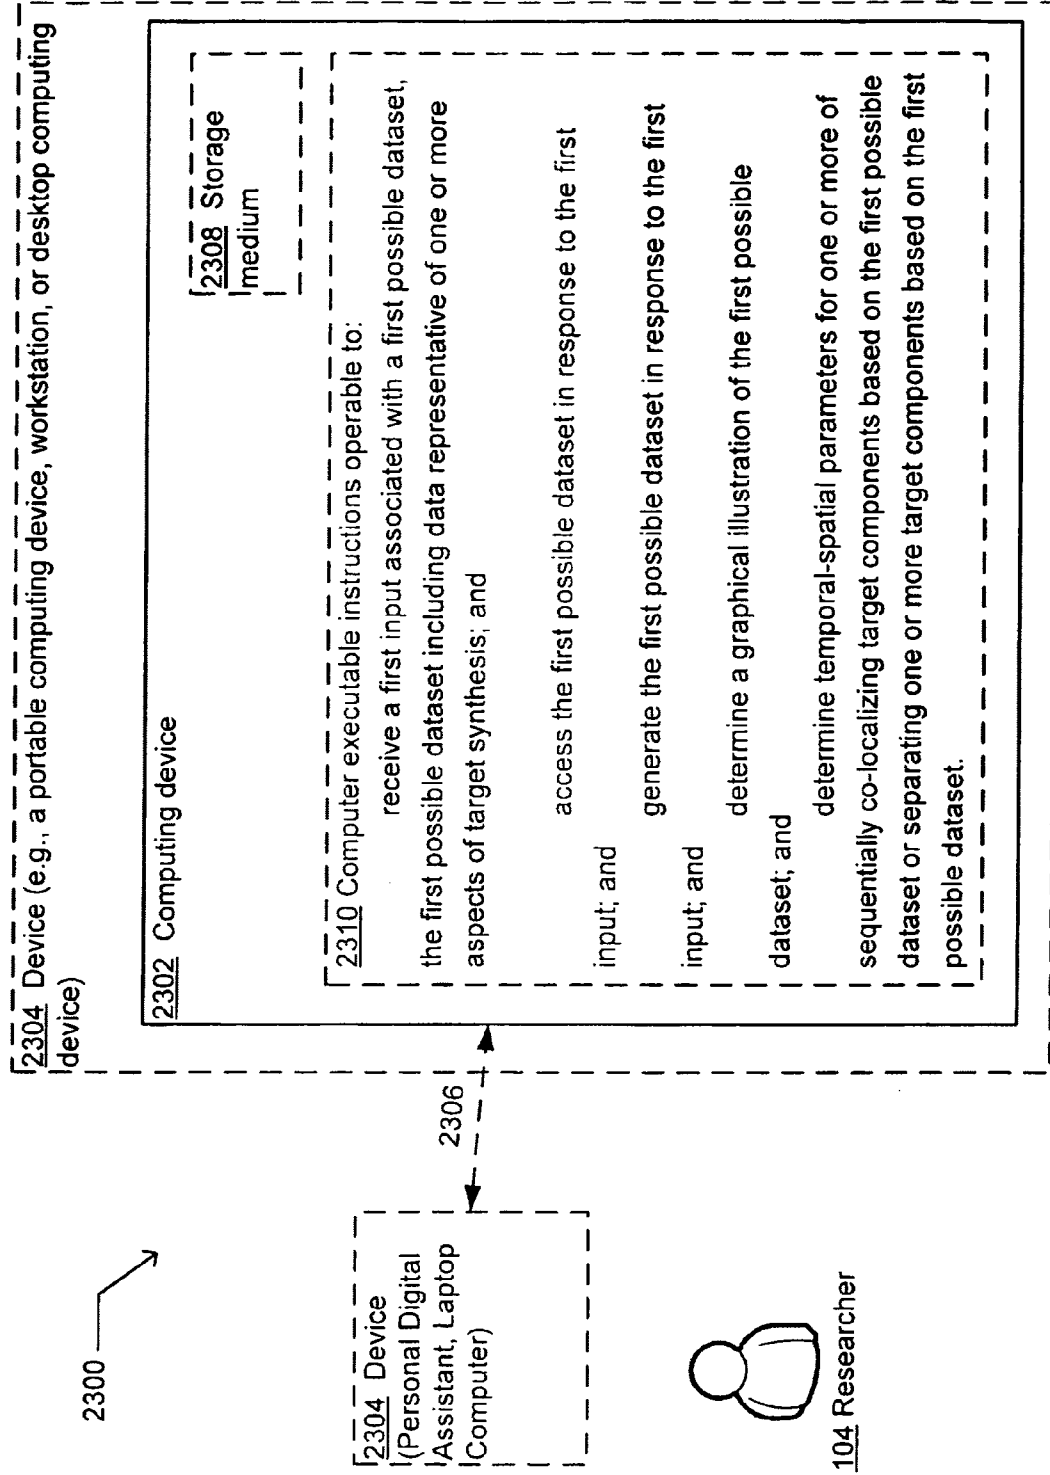 2300
2304 Device (e.g., a portable computing device, workstation, or desktop computing
device)
2302 Computing device
2308 Storage
medium
2310 Computer executable instructions operable to:
receive a first input associated with a first possible dataset,
the first possible dataset including data representative of one or more
aspects of target synthesis; and
access the first possible dataset in response to the first
input; and
generate the first possible dataset in response to the first
input; and
determine a graphical illustration of the first possible
dataset; and
determine temporal-spatial parameters for one or more of
sequentially co-localizing target components based on the first possible
dataset or separating one or more target components based on the first
possible dataset.
2306
2304 Device
(Personal Digital
Assistant, Laptop
Computer)
104 Researcher